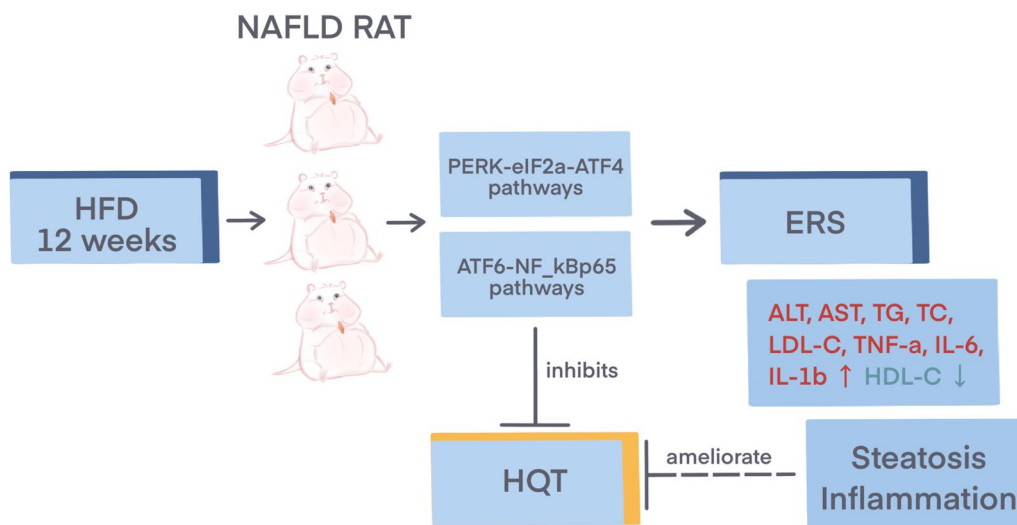 NAFLD RAT
HFD
12 weeks
PERK-eIF2a-ATF4
pathways
ATF6-NF_kBp65
pathways
ERS
ALT, AST, TG, TC,
LDL-C, TNF-a, IL-6,
IL-1b ↑ HDL-C ↓
inhibits
HQT
ameliorate
Steatosis
Inflammation